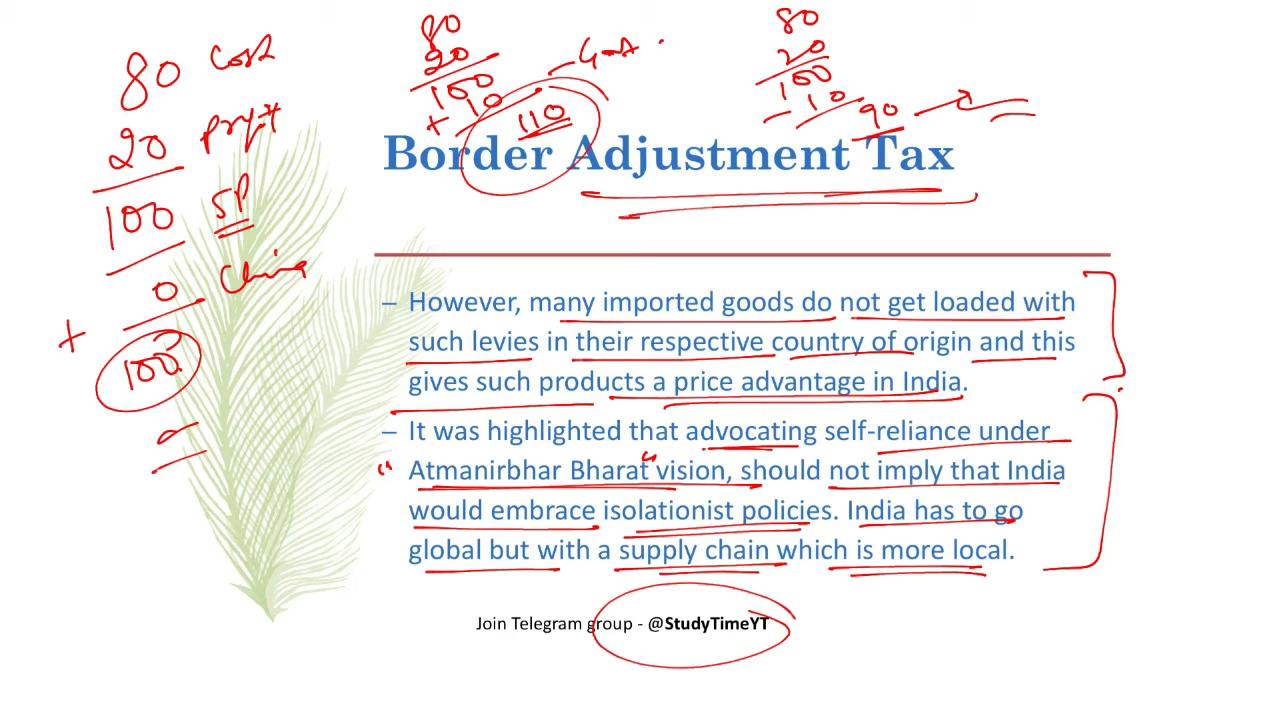 80 Cost
20 Profit
100 SP
0 China
+
100
80
20
100
+ 10
110
80
20
100
- 10
90
Border Adjustment Tax
– However, many imported goods do not get loaded with
such levies in their respective country of origin and this
gives such products a price advantage in India.
– It was highlighted that advocating self-reliance under
" Atmanirbhar Bharat " vision, should not imply that India
would embrace isolationist policies. India has to go
global but with a supply chain which is more local.
Join Telegram group - @StudyTimeYT